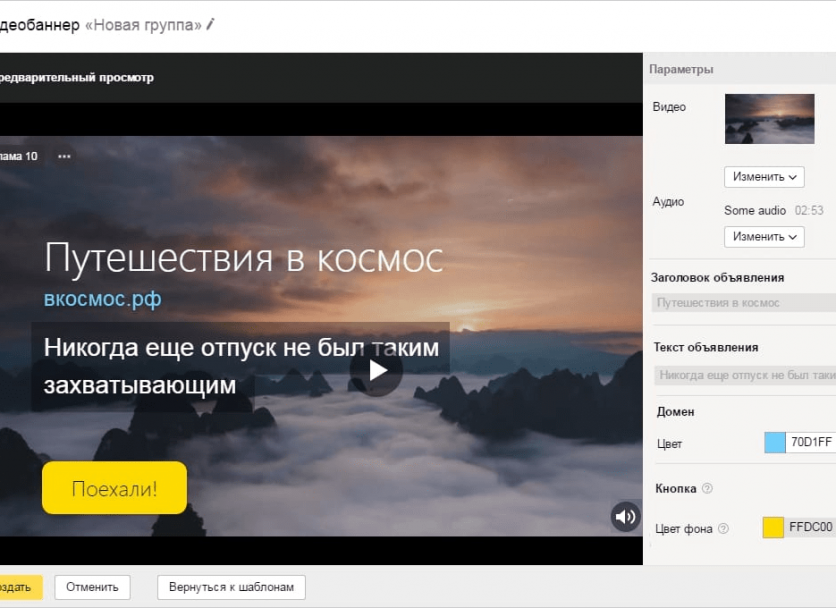 деобаннер «Новая группа»
редварительный просмотр
Параметры
Видео
лама 10 ...
Изменить
Аудио
Some audio 02:53
Изменить
Путешествия в космос
вкосмос.рф
Заголовок объявления
Путешествия в космос
Никогда еще отпуск не был таким
захватывающим
Текст объявления
Никогда еще отпуск не был таки
Домен
Цвет 70D1FF
Поехали!
Кнопка ?
Цвет фона ? FFDC00
здать
Отменить
Вернуться к шаблонам